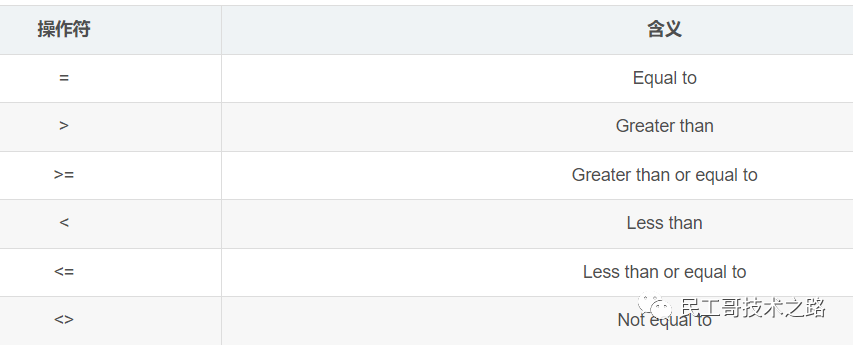 操作符 含义
= Equal to
> Greater than
>= Greater than or equal to
< Less than
<= Less than or equal to
<> Not equal to
民工哥技术之路